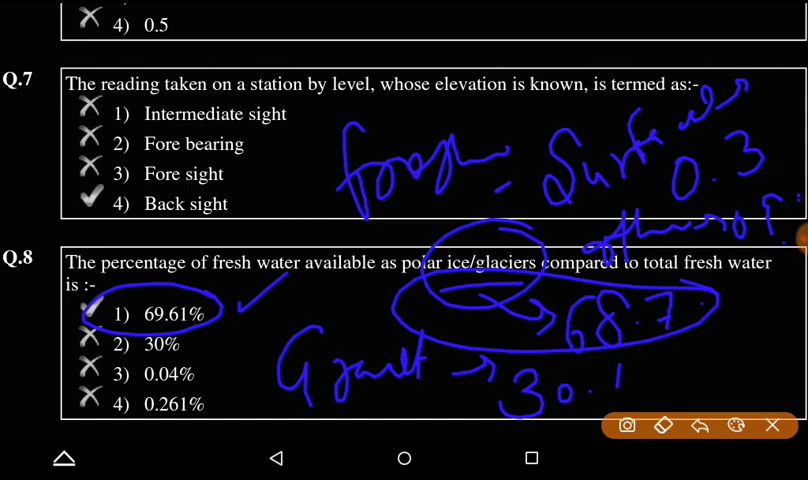 4) 0.5
Q.7
The reading taken on a station by level, whose elevation is known, is termed as:-
1) Intermediate sight
2) Fore bearing
3) Fore sight
4) Back sight
Surface
0.3
Q.8
The percentage of fresh water available as polar ice/glaciers compared to total fresh water
is :-
1) 69.61%
68.7
2) 30%
3) 0.04%
30.1
4) 0.261%